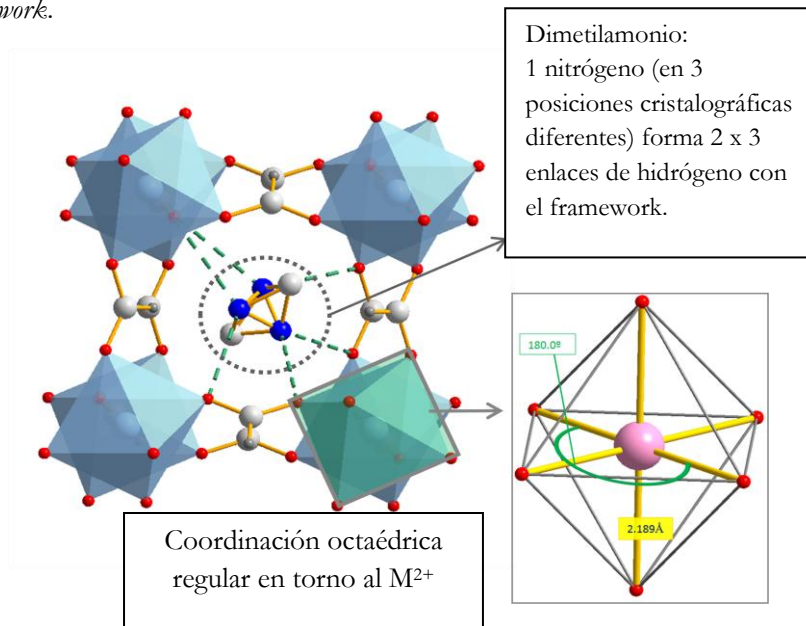 work.
Dimetilamonio:
1 nitrógeno (en 3
posiciones cristalográficas
diferentes) forma 2 x 3
enlaces de hidrógeno con
el framework.
180.0º
2.189Å
Coordinación octaédrica
regular en torno al M²⁺